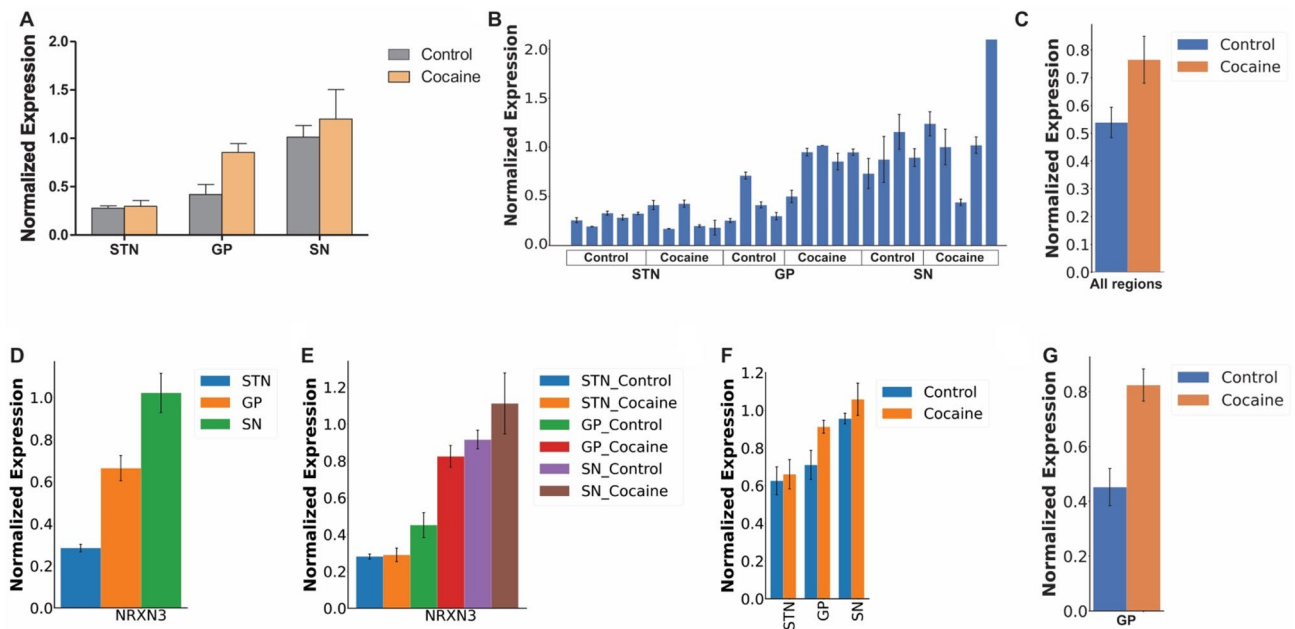 A
Normalized Expression
2.0
1.5
1.0
0.5
0.0
STN
GP
SN
Control
Cocaine
B
Normalized Expression
2.0
1.5
1.0
0.5
0.0
Control
Cocaine
Control
Cocaine
Control
Cocaine
STN
GP
SN
C
Normalized Expression
0.8
0.7
0.6
0.5
0.4
0.3
0.2
0.1
0.0
All regions
Control
Cocaine
D
Normalized Expression
1.0
0.8
0.6
0.4
0.2
0.0
NRXN3
STN
GP
SN
E
Normalized Expression
1.2
1.0
0.8
0.6
0.4
0.2
0.0
NRXN3
STN_Control
STN_Cocaine
GP_Control
GP_Cocaine
SN_Control
SN_Cocaine
F
Normalized Expression
1.2
1.0
0.8
0.6
0.4
0.2
0.0
STN
GP
SN
Control
Cocaine
G
Normalized Expression
0.8
0.6
0.4
0.2
0.0
GP
Control
Cocaine